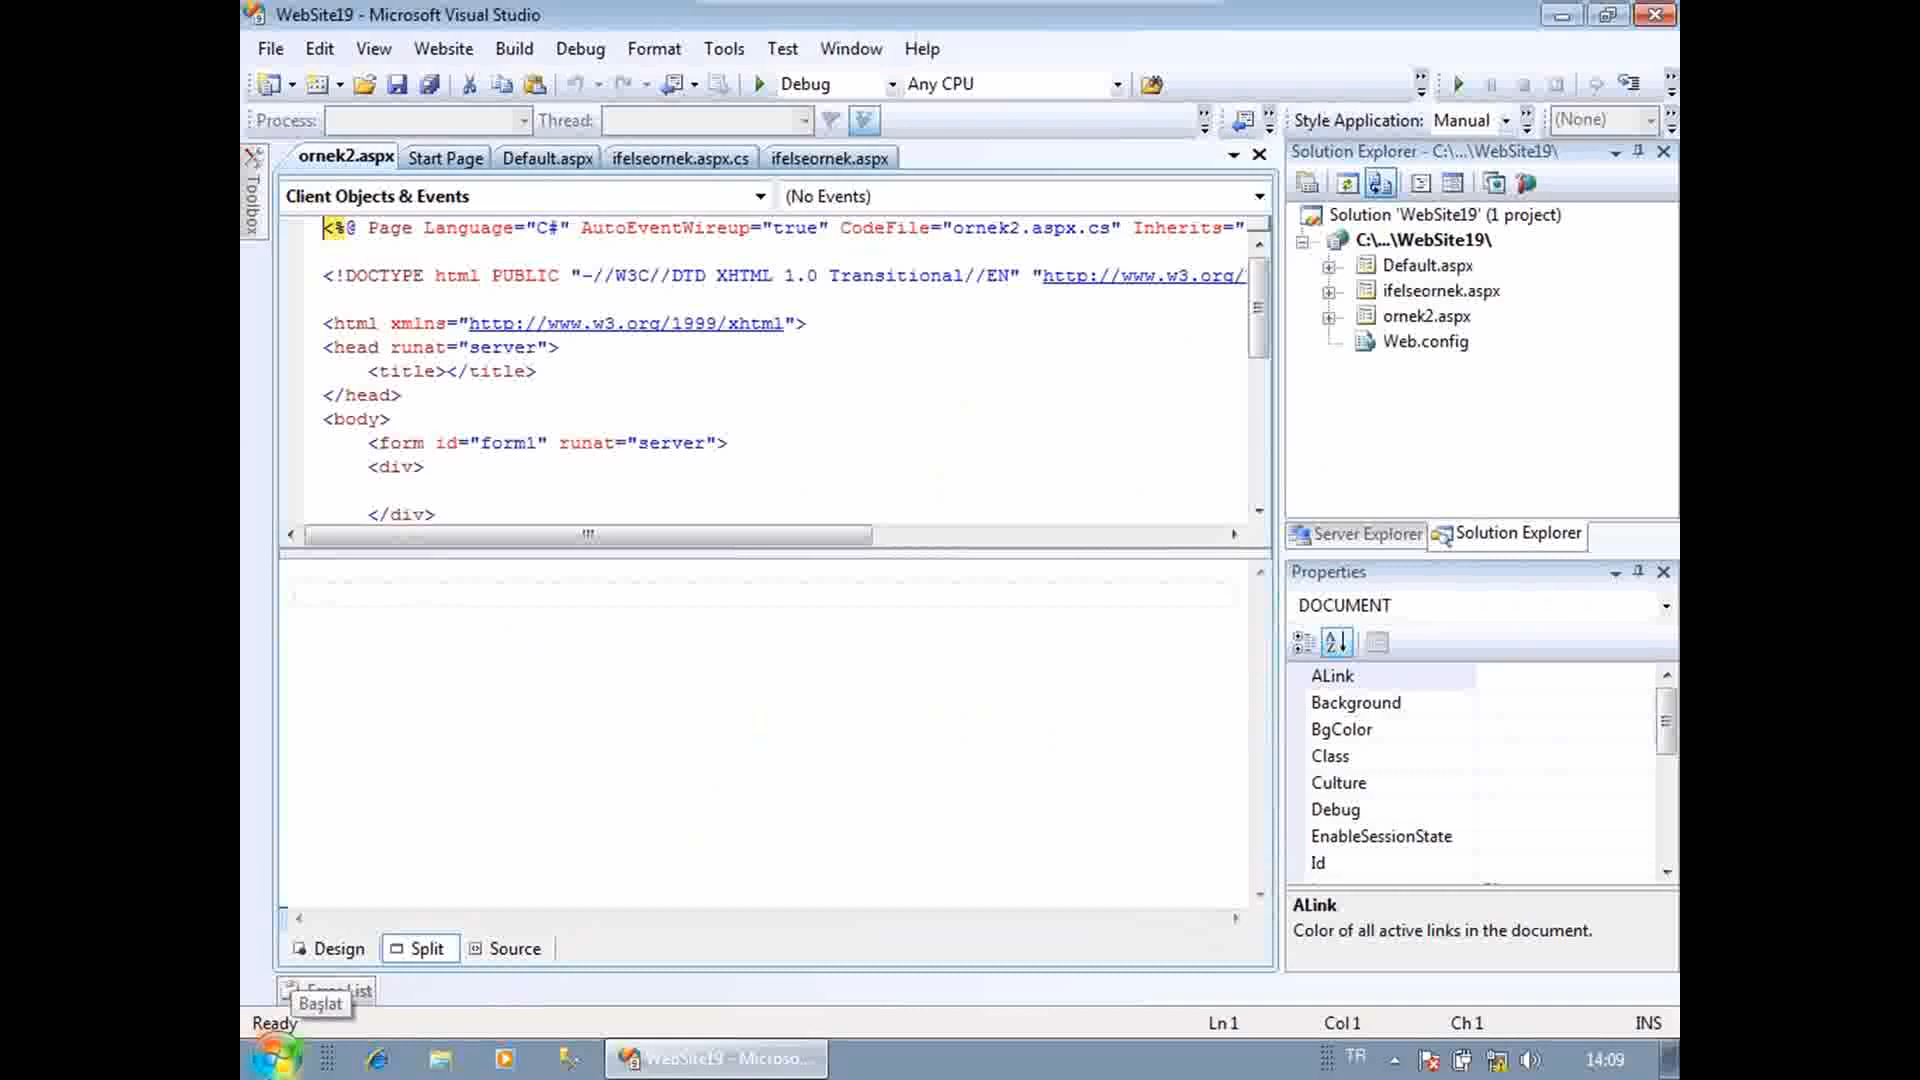 WebSite19 - Microsoft Visual Studio
File Edit View Website Build Debug Format Tools Test Window Help
Debug Any CPU
Process: Thread: Style Application: Manual (None)
Toolbox
ornek2.aspx Start Page Default.aspx ifelseornek.aspx.cs ifelseornek.aspx
Client Objects & Events (No Events)
<%@ Page Language="C#" AutoEventWireup="true" CodeFile="ornek2.aspx.cs" Inherits="
<!DOCTYPE html PUBLIC "-//W3C//DTD XHTML 1.0 Transitional//EN" "http://www.w3.org/
<html xmlns="http://www.w3.org/1999/xhtml">
<head runat="server">
<title></title>
</head>
<body>
<form id="form1" runat="server">
<div>
</div>
Design Split Source
Solution Explorer - C:\...\WebSite19\
Solution 'WebSite19' (1 project)
C:\...\WebSite19\
Default.aspx
ifelseornek.aspx
ornek2.aspx
Web.config
Server Explorer Solution Explorer
Properties
DOCUMENT
ALink
Background
BgColor
Class
Culture
Debug
EnableSessionState
Id
ALink
Color of all active links in the document.
Error List
Başlat
Ready Ln 1 Col 1 Ch 1 INS
WebSite19 - Microso... TR 14:09